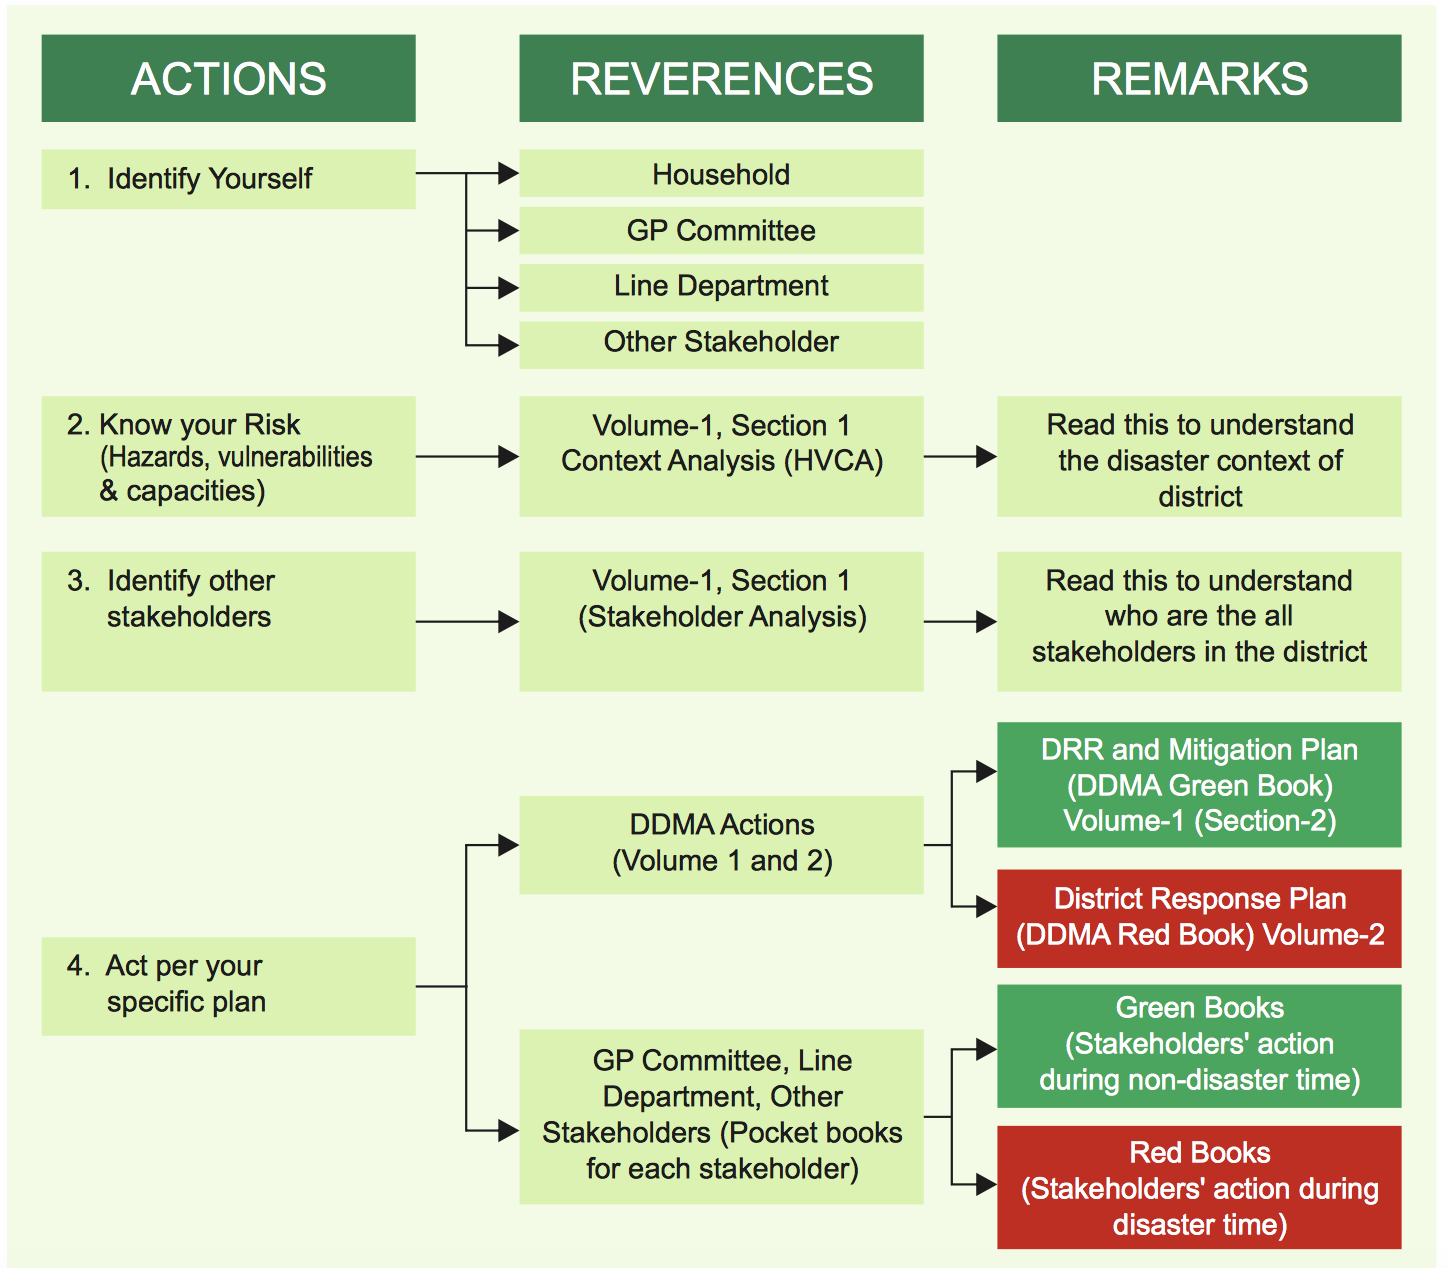 ACTIONS
REVERENCES
REMARKS
1. Identify Yourself
Household
GP Committee
Line Department
Other Stakeholder
2. Know your Risk
(Hazards, vulnerabilities
& capacities)
Volume-1, Section 1
Context Analysis (HVCA)
Read this to understand
the disaster context of
district
3. Identify other
stakeholders
Volume-1, Section 1
(Stakeholder Analysis)
Read this to understand
who are the all
stakeholders in the district
4. Act per your
specific plan
DDMA Actions
(Volume 1 and 2)
DRR and Mitigation Plan
(DDMA Green Book)
Volume-1 (Section-2)
District Response Plan
(DDMA Red Book) Volume-2
GP Committee, Line
Department, Other
Stakeholders (Pocket books
for each stakeholder)
Green Books
(Stakeholders' action
during non-disaster time)
Red Books
(Stakeholders' action during
disaster time)